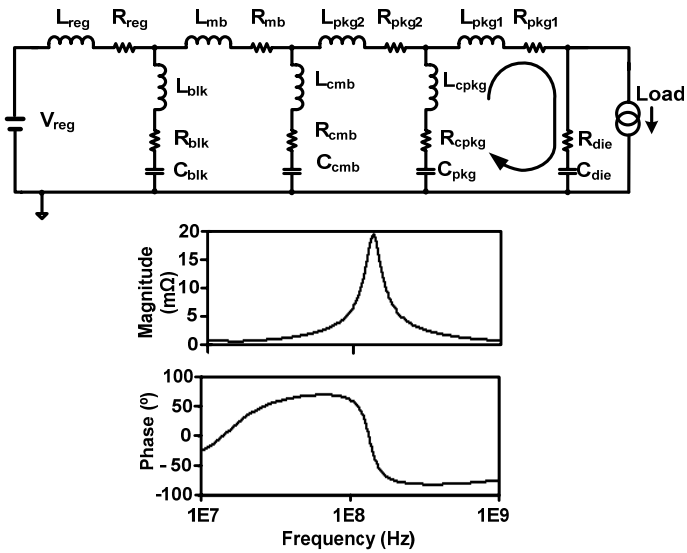 Lreg Rreg Lmb Rmb Lpkg2 Rpkg2 Lpkg1 Rpkg1
Lblk Lcmb Lcpkg Load
Vreg Rblk Rcmb Rcpkg Rdie
Cblk Ccmb Cpkg Cdie
Magnitude
(mΩ)
20
15
10
5
0
Phase (º)
100
50
0
-50
-100
1E7 1E8 1E9
Frequency (Hz)